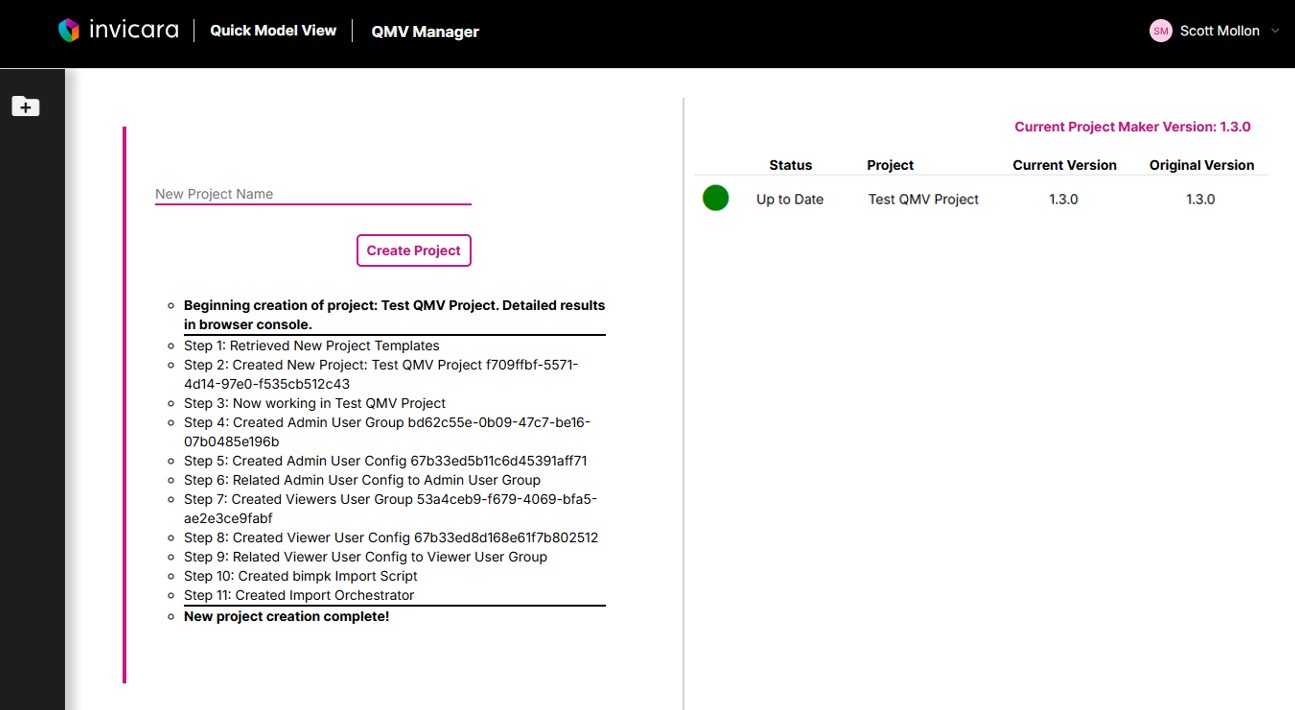 invicara Quick Model View QMV Manager SM Scott Mollon
Current Project Maker Version: 1.3.0
New Project Name
Create Project
Beginning creation of project: Test QMV Project. Detailed results
in browser console.
Step 1: Retrieved New Project Templates
Step 2: Created New Project: Test QMV Project f709ffbf-5571-
4d14-97e0-f535cb512c43
Step 3: Now working in Test QMV Project
Step 4: Created Admin User Group bd62c55e-0b09-47c7-be16-
07b0485e196b
Step 5: Created Admin User Config 67b33ed5b11c6d45391aff71
Step 6: Related Admin User Config to Admin User Group
Step 7: Created Viewers User Group 53a4ceb9-f679-4069-bfa5-
ae2e3ce9fabf
Step 8: Created Viewer User Config 67b33ed8d168e61f7b802512
Step 9: Related Viewer User Config to Viewer User Group
Step 10: Created bimpk Import Script
Step 11: Created Import Orchestrator
New project creation complete!
Status Project Current Version Original Version
Up to Date Test QMV Project 1.3.0 1.3.0